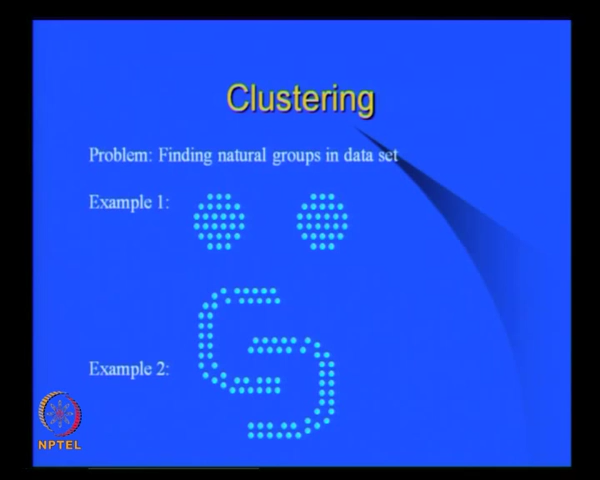 Clustering
Problem: Finding natural groups in data set
Example 1:
Example 2:
NPTEL